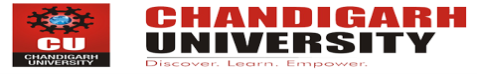 CU
CHANDIGARH
UNIVERSITY
CHANDIGARH
UNIVERSITY
Discover. Learn. Empower.